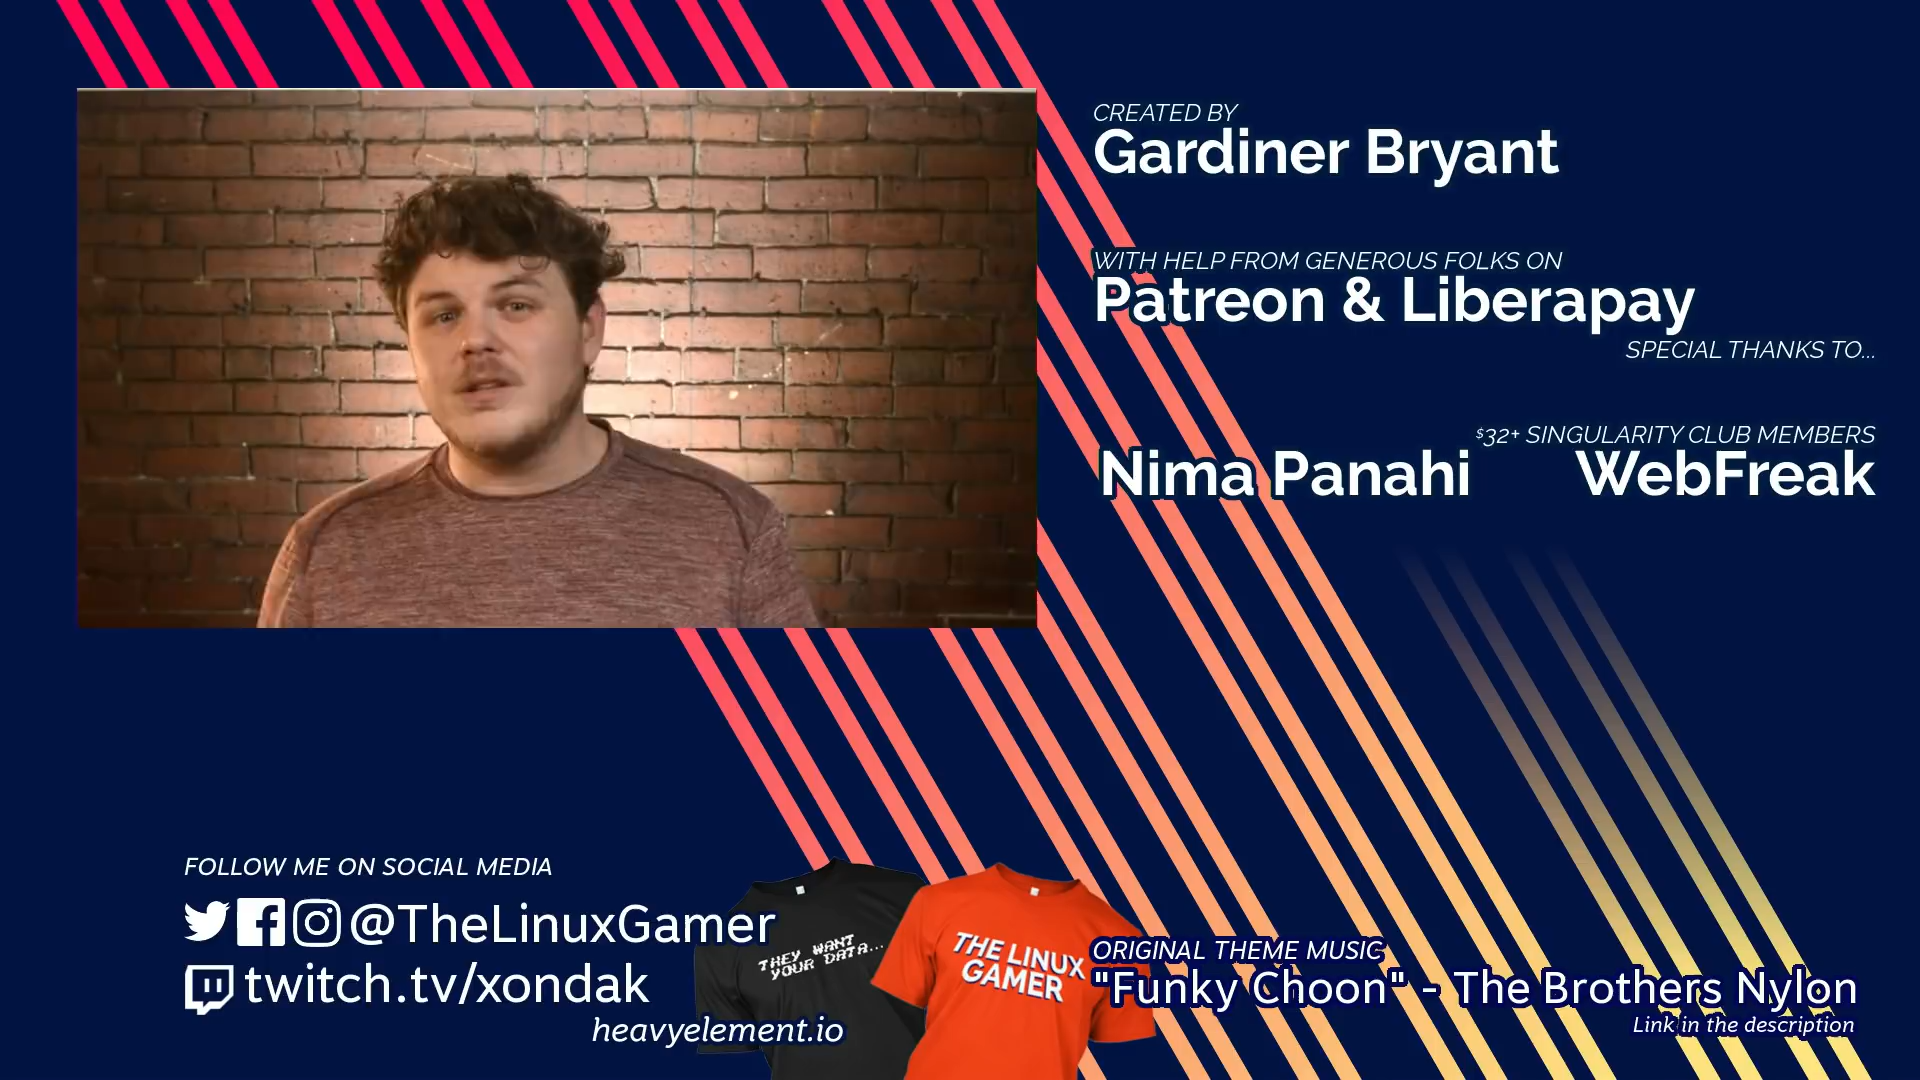 CREATED BY
Gardiner Bryant
WITH HELP FROM GENEROUS FOLKS ON
Patreon & Liberapay
SPECIAL THANKS TO...
$32+ SINGULARITY CLUB MEMBERS
Nima Panahi WebFreak
FOLLOW ME ON SOCIAL MEDIA
@TheLinuxGamer
twitch.tv/xondak
heavyelement.io
THEY WANT
YOUR DATA...
THE LINUX
GAMER
ORIGINAL THEME MUSIC
"Funky Choon" - The Brothers Nylon
Link in the description